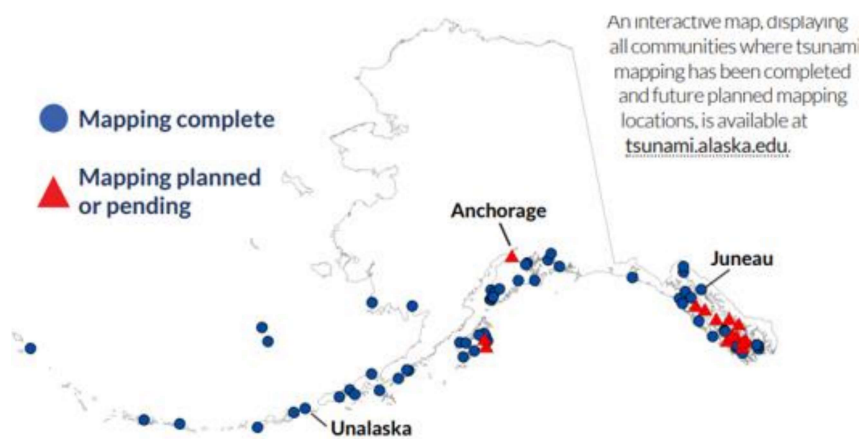 An interactive map, displaying
all communities where tsunami
mapping has been completed
and future planned mapping
locations, is available at
tsunami.alaska.edu.
Mapping complete
Mapping planned
or pending
Anchorage
Juneau
Unalaska